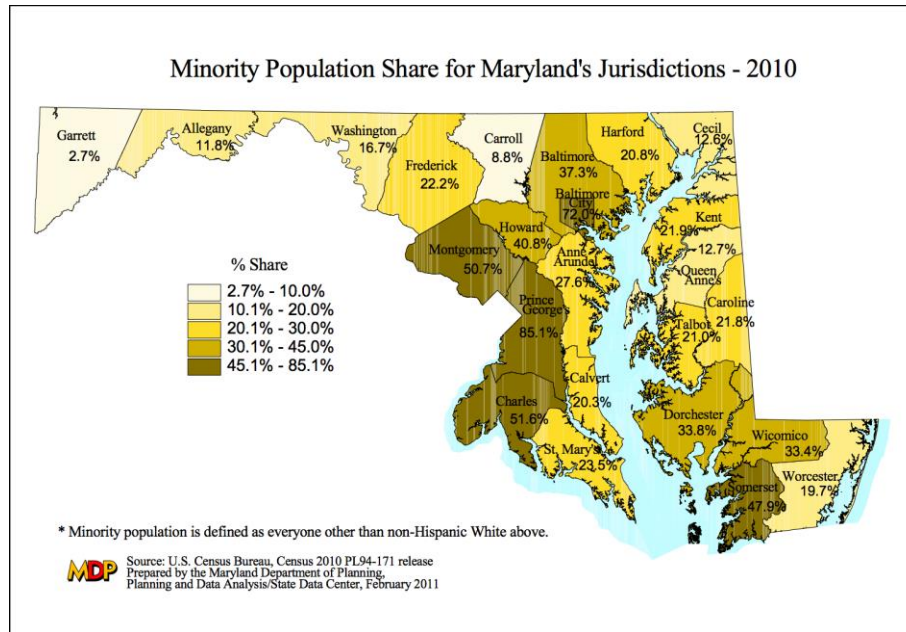 Minority Population Share for Maryland's Jurisdictions - 2010
Garrett
2.7%
Allegany
11.8%
Washington
16.7%
Frederick
22.2%
Carroll
8.8%
Baltimore
37.3%
Baltimore
City
72.0%
Harford
20.8%
Cecil
12.6%
Howard
40.8%
Montgomery
50.7%
Anne
Arundel
27.6%
Kent
21.9%
12.7%
Queen
Anne's
Prince
George's
85.1%
Caroline
21.8%
Talbot
21.0%
Calvert
20.3%
Charles
51.6%
St. Mary's
23.5%
Dorchester
33.8%
Wicomico
33.4%
Somerset
47.9%
Worcester
19.7%
% Share
2.7% - 10.0%
10.1% - 20.0%
20.1% - 30.0%
30.1% - 45.0%
45.1% - 85.1%
* Minority population is defined as everyone other than non-Hispanic White above.
MDP
Source: U.S. Census Bureau, Census 2010 PL94-171 release
Prepared by the Maryland Department of Planning,
Planning and Data Analysis/State Data Center, February 2011